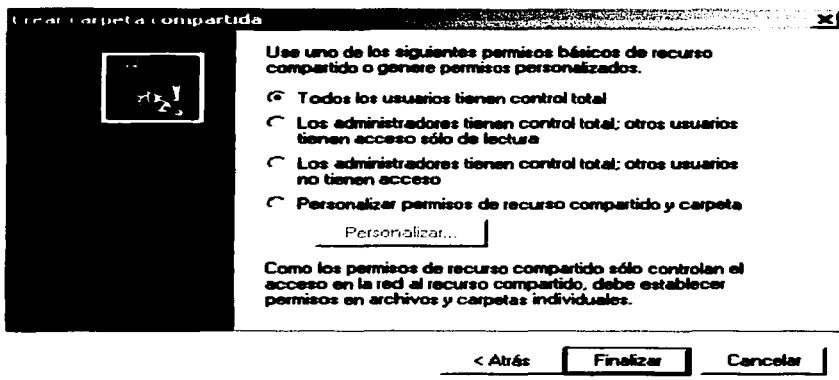 Crear carpeta compartida
Use uno de los siguientes permisos básicos de recurso
compartido o genere permisos personalizados.
Todos los usuarios tienen control total
Los administradores tienen control total; otros usuarios
tienen acceso sólo de lectura
Los administradores tienen control total; otros usuarios
no tienen acceso
Personalizar permisos de recurso compartido y carpeta
Personalizar...
Como los permisos de recurso compartido sólo controlan el
acceso en la red al recurso compartido, debe establecer
permisos en archivos y carpetas individuales.
< Atrás Finalizar Cancelar